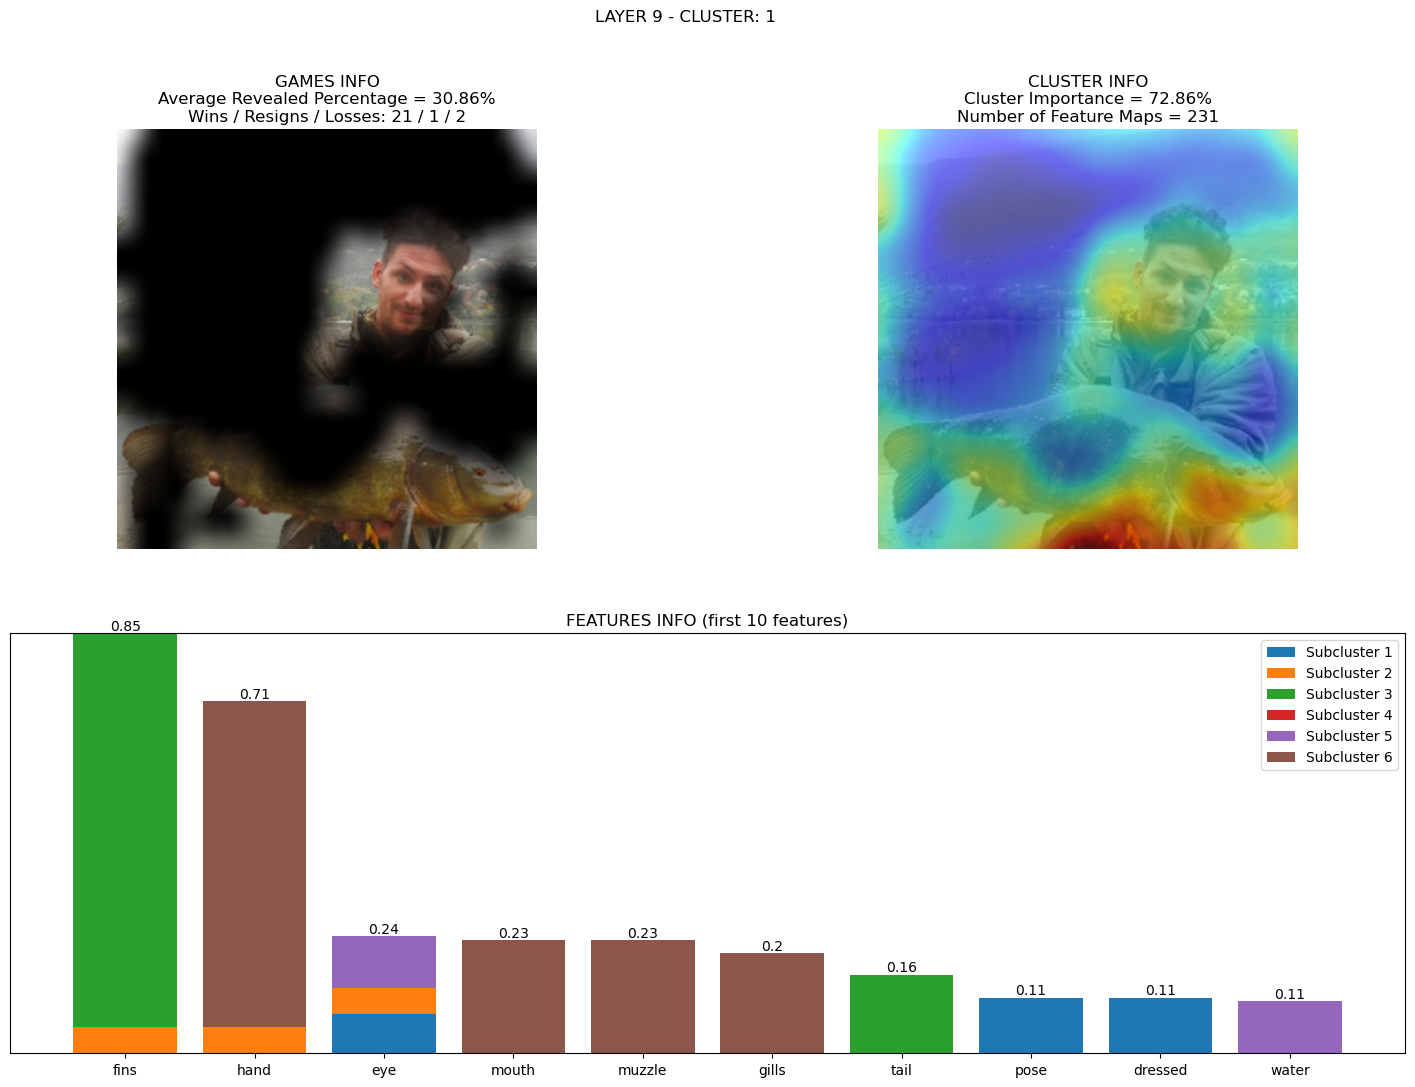 LAYER 9 - CLUSTER: 1
GAMES INFO
Average Revealed Percentage = 30.86%
Wins / Resigns / Losses: 21 / 1 / 2
CLUSTER INFO
Cluster Importance = 72.86%
Number of Feature Maps = 231
FEATURES INFO (first 10 features)
0.85
0.71
0.24
0.23
0.23
0.2
0.16
0.11
0.11
0.11
Subcluster 1
Subcluster 2
Subcluster 3
Subcluster 4
Subcluster 5
Subcluster 6
fins
hand
eye
mouth
muzzle
gills
tail
pose
dressed
water